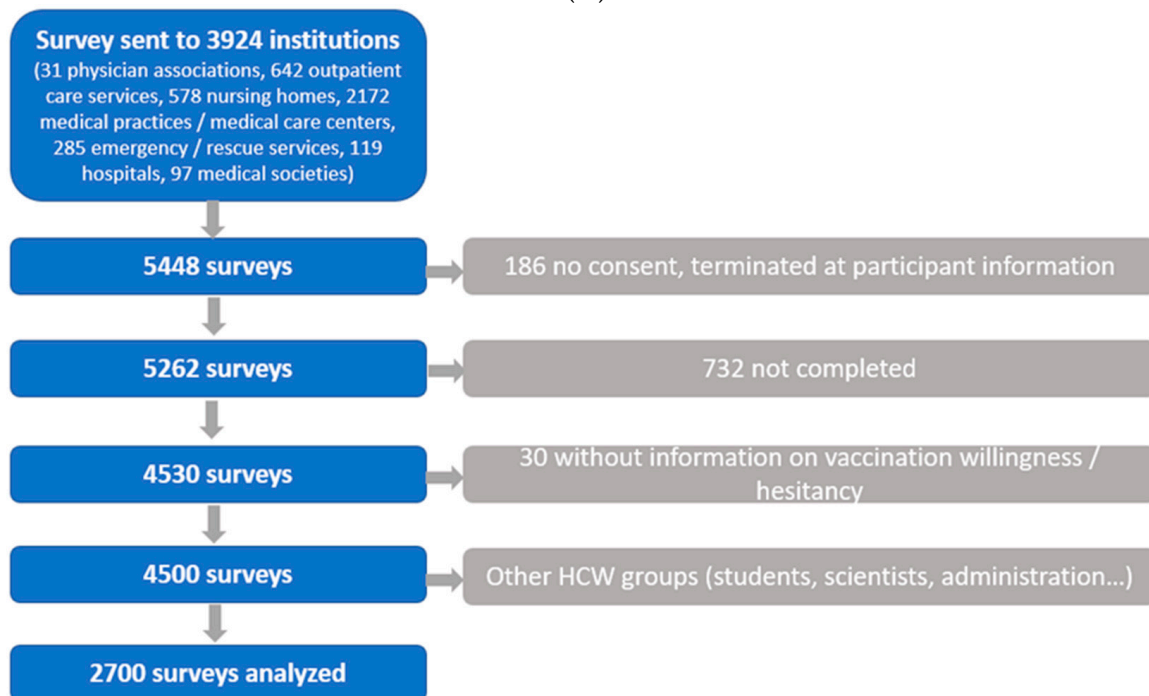 Survey sent to 3924 institutions
(31 physician associations, 642 outpatient
care services, 578 nursing homes, 2172
medical practices / medical care centers,
285 emergency / rescue services, 119
hospitals, 97 medical societies)
5448 surveys
186 no consent, terminated at participant information
5262 surveys
732 not completed
4530 surveys
30 without information on vaccination willingness /
hesitancy
4500 surveys
Other HCW groups (students, scientists, administration...)
2700 surveys analyzed